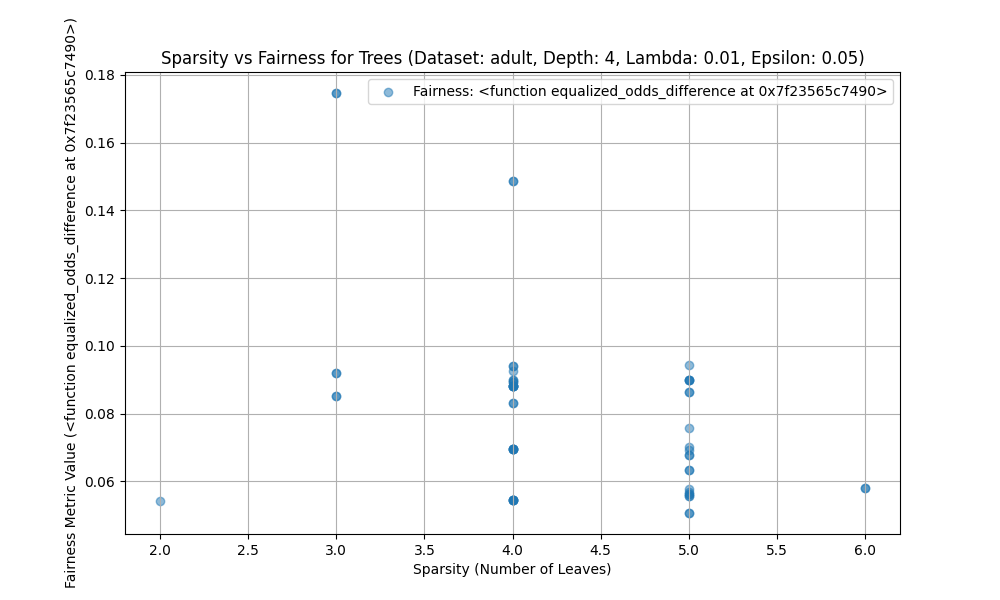 Sparsity vs Fairness for Trees (Dataset: adult, Depth: 4, Lambda: 0.01, Epsilon: 0.05)
Fairness: <function equalized_odds_difference at 0x7f23565c7490>
Fairness Metric Value (<function equalized_odds_difference at 0x7f23565c7490>)
0.18
0.16
0.14
0.12
0.10
0.08
0.06
2.0 2.5 3.0 3.5 4.0 4.5 5.0 5.5 6.0
Sparsity (Number of Leaves)